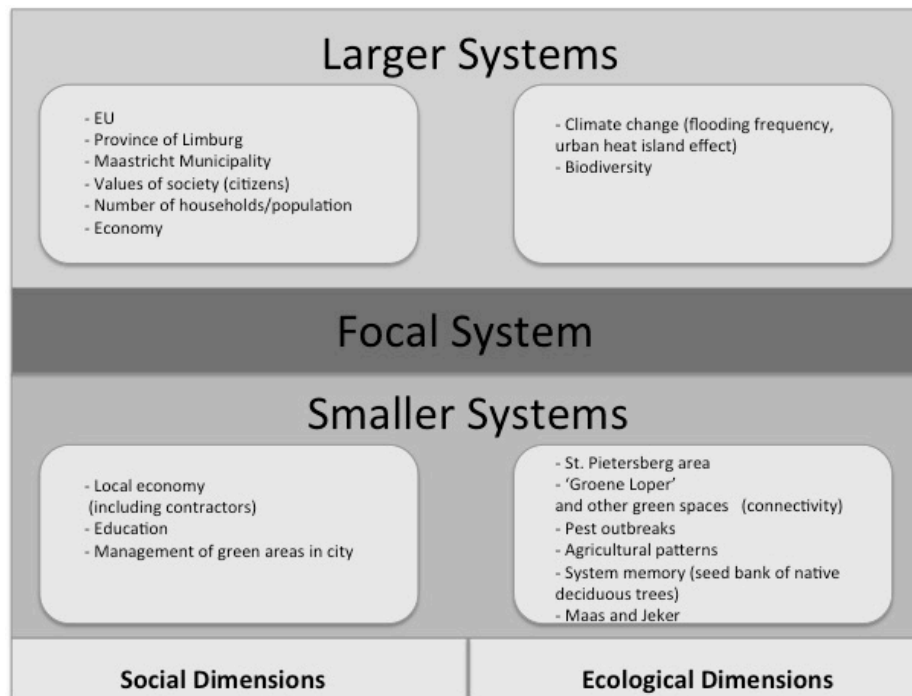 Larger Systems
- EU
- Province of Limburg
- Maastricht Municipality
- Values of society (citizens)
- Number of households/population
- Economy
- Climate change (flooding frequency,
urban heat island effect)
- Biodiversity
Focal System
Smaller Systems
- Local economy
(including contractors)
- Education
- Management of green areas in city
- St. Pietersberg area
- ‘Groene Loper’
and other green spaces (connectivity)
- Pest outbreaks
- Agricultural patterns
- System memory (seed bank of native
deciduous trees)
- Maas and Jeker
Social Dimensions
Ecological Dimensions